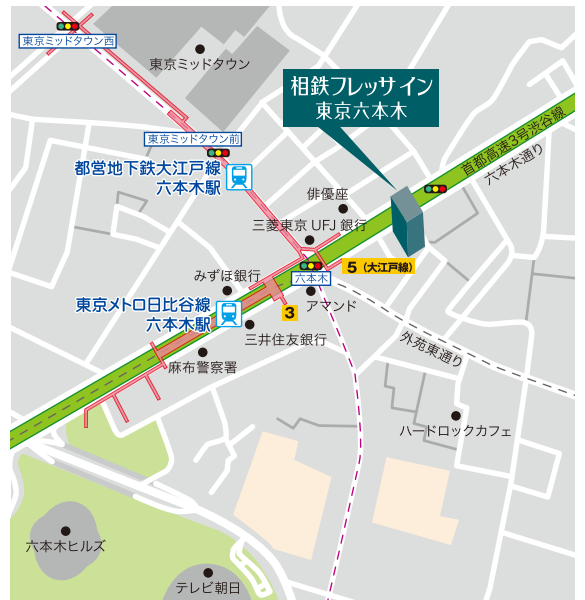 東京ミッドタウン西
東京ミッドタウン
相鉄フレッサイン
東京六本木
首都高速3号渋谷線
六本木通り
東京ミッドタウン前
都営地下鉄大江戸線
六本木駅
俳優座
三菱東京UFJ銀行
5(大江戸線)
みずほ銀行
六本木
アマンド
東京メトロ日比谷線
六本木駅
3
三井住友銀行
外苑東通り
麻布警察署
ハードロックカフェ
六本木ヒルズ
テレビ朝日